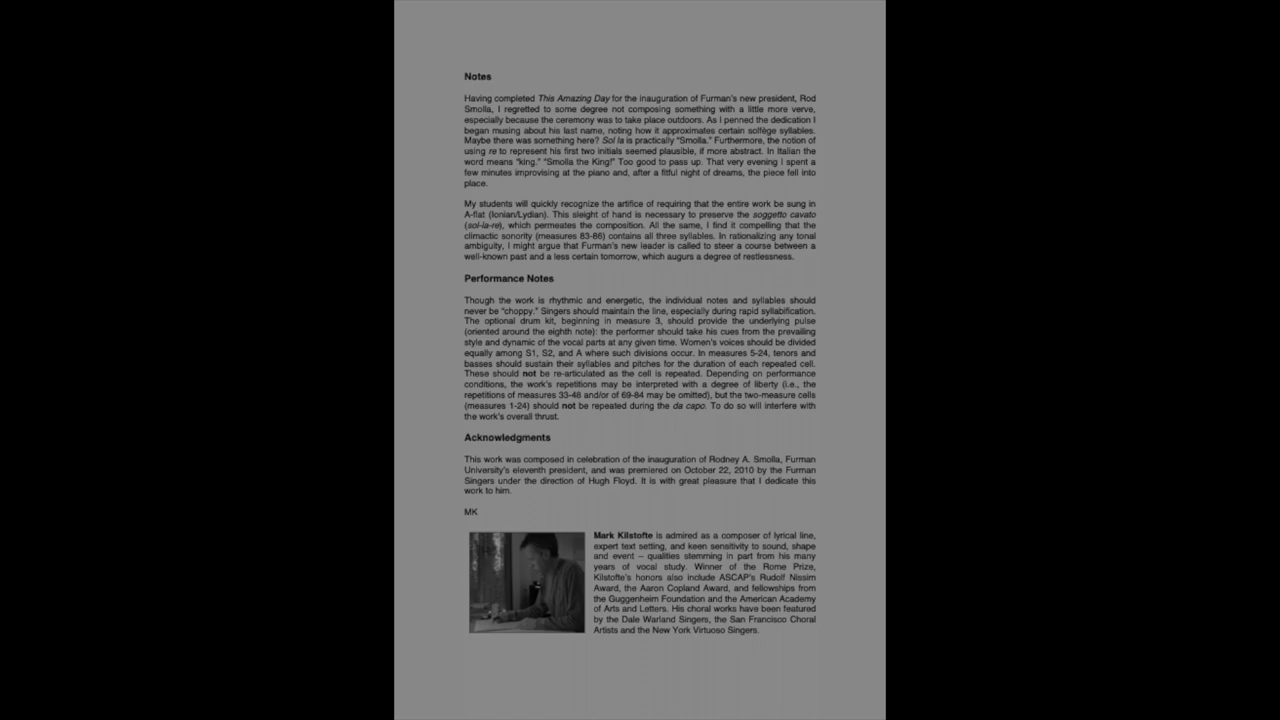 Notes
Having completed This Amazing Day for the inauguration of Furman's new president, Rod
Smolla, I regretted to some degree not composing something with a little more verve,
especially because the ceremony was to take place outdoors. As I penned the dedication I
began musing about his last name, noting how it approximates certain solfège syllables.
Maybe there was something here? Sol la is practically "Smolla." Furthermore, the notion of
using re to represent his first two initials seemed plausible, if more abstract. In Italian the
word means "king." "Smolla the King!" Too good to pass up. That very evening I spent a
few minutes improvising at the piano and, after a fitful night of dreams, the piece fell into
place.
My students will quickly recognize the artifice of requiring that the entire work be sung in
A-flat (Ionian/Lydian). This sleight of hand is necessary to preserve the soggetto cavato
(sol-la-re), which permeates the composition. All the same, I find it compelling that the
climactic sonority (measures 83-86) contains all three syllables. In rationalizing any tonal
ambiguity, I might argue that Furman's new leader is called to steer a course between a
well-known past and a less certain tomorrow, which augurs a degree of restlessness.
Performance Notes
Though the work is rhythmic and energetic, the individual notes and syllables should
never be "choppy." Singers should maintain the line, especially during rapid syllabification.
The optional drum kit, beginning in measure 3, should provide the underlying pulse
(oriented around the eighth note): the performer should take his cues from the prevailing
style and dynamic of the vocal parts at any given time. Women's voices should be divided
equally among S1, S2, and A where such divisions occur. In measures 5-24, tenors and
basses should sustain their syllables and pitches for the duration of each repeated cell.
These should not be re-articulated as the cell is repeated. Depending on performance
conditions, the work's repetitions may be interpreted with a degree of liberty (i.e., the
repetitions of measures 33-48 and/or of 69-84 may be omitted), but the two-measure cells
(measures 1-24) should not be repeated during the da capo. To do so will interfere with
the work's overall thrust.
Acknowledgments
This work was composed in celebration of the inauguration of Rodney A. Smolla, Furman
University's eleventh president, and was premiered on October 22, 2010 by the Furman
Singers under the direction of Hugh Floyd. It is with great pleasure that I dedicate this
work to him.
MK
Mark Kilstofte is admired as a composer of lyrical line,
expert text setting, and keen sensitivity to sound, shape
and event – qualities stemming in part from his many
years of vocal study. Winner of the Rome Prize,
Kilstofte's honors also include ASCAP's Rudolf Nissim
Award, the Aaron Copland Award, and fellowships from
the Guggenheim Foundation and the American Academy
of Arts and Letters. His choral works have been featured
by the Dale Warland Singers, the San Francisco Choral
Artists and the New York Virtuoso Singers.